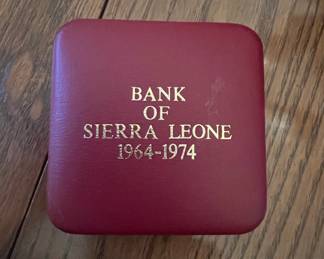 BANK
OF
SIERRA LEONE
1964-1974